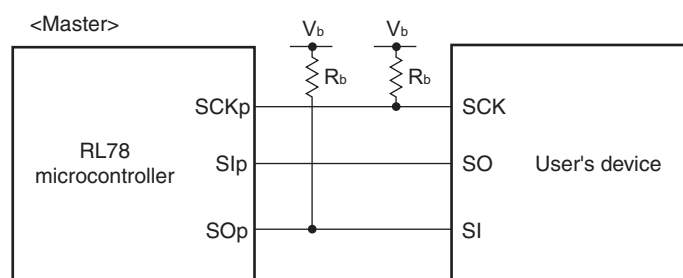 <Master>
Vb Vb
Rb Rb
SCKp SCK
RL78
microcontroller
SIp SO
User's device
SOp SI